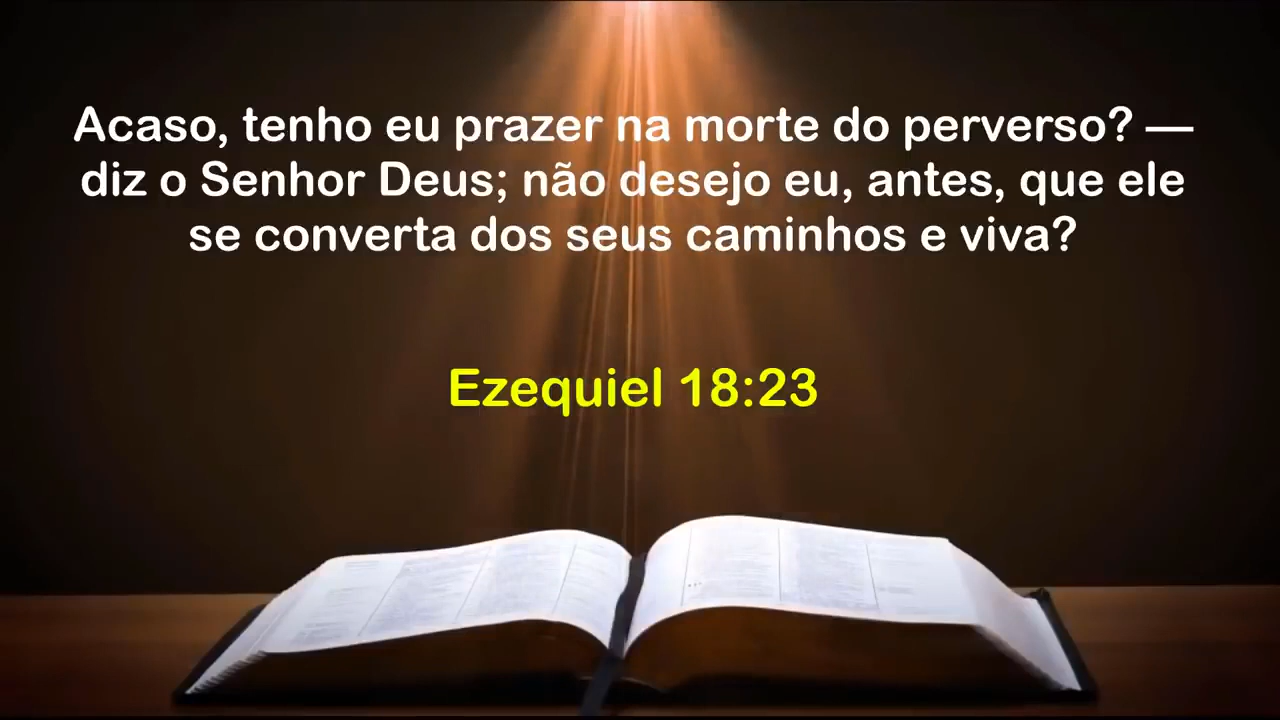 Acaso, tenho eu prazer na morte do perverso? —
diz o Senhor Deus; não desejo eu, antes, que ele
se converta dos seus caminhos e viva?
Ezequiel 18:23